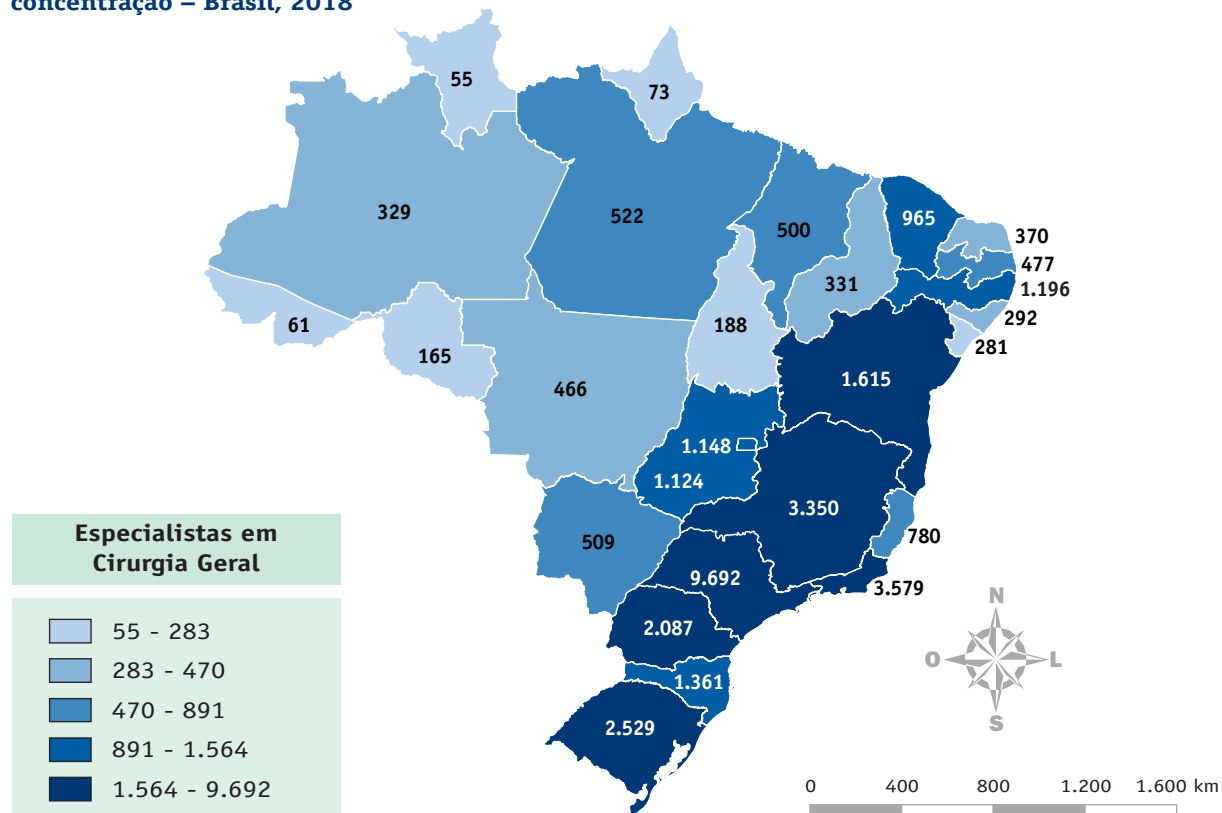 concentração – Brasil, 2018
55
73
329
522
500
965
370
477
1.196
292
281
331
61
165
188
466
1.615
1.148
1.124
3.350
509
780
9.692
3.579
2.087
1.361
2.529
Especialistas em
Cirurgia Geral
55 - 283
283 - 470
470 - 891
891 - 1.564
1.564 - 9.692
N
O
L
S
0 400 800 1.200 1.600 km